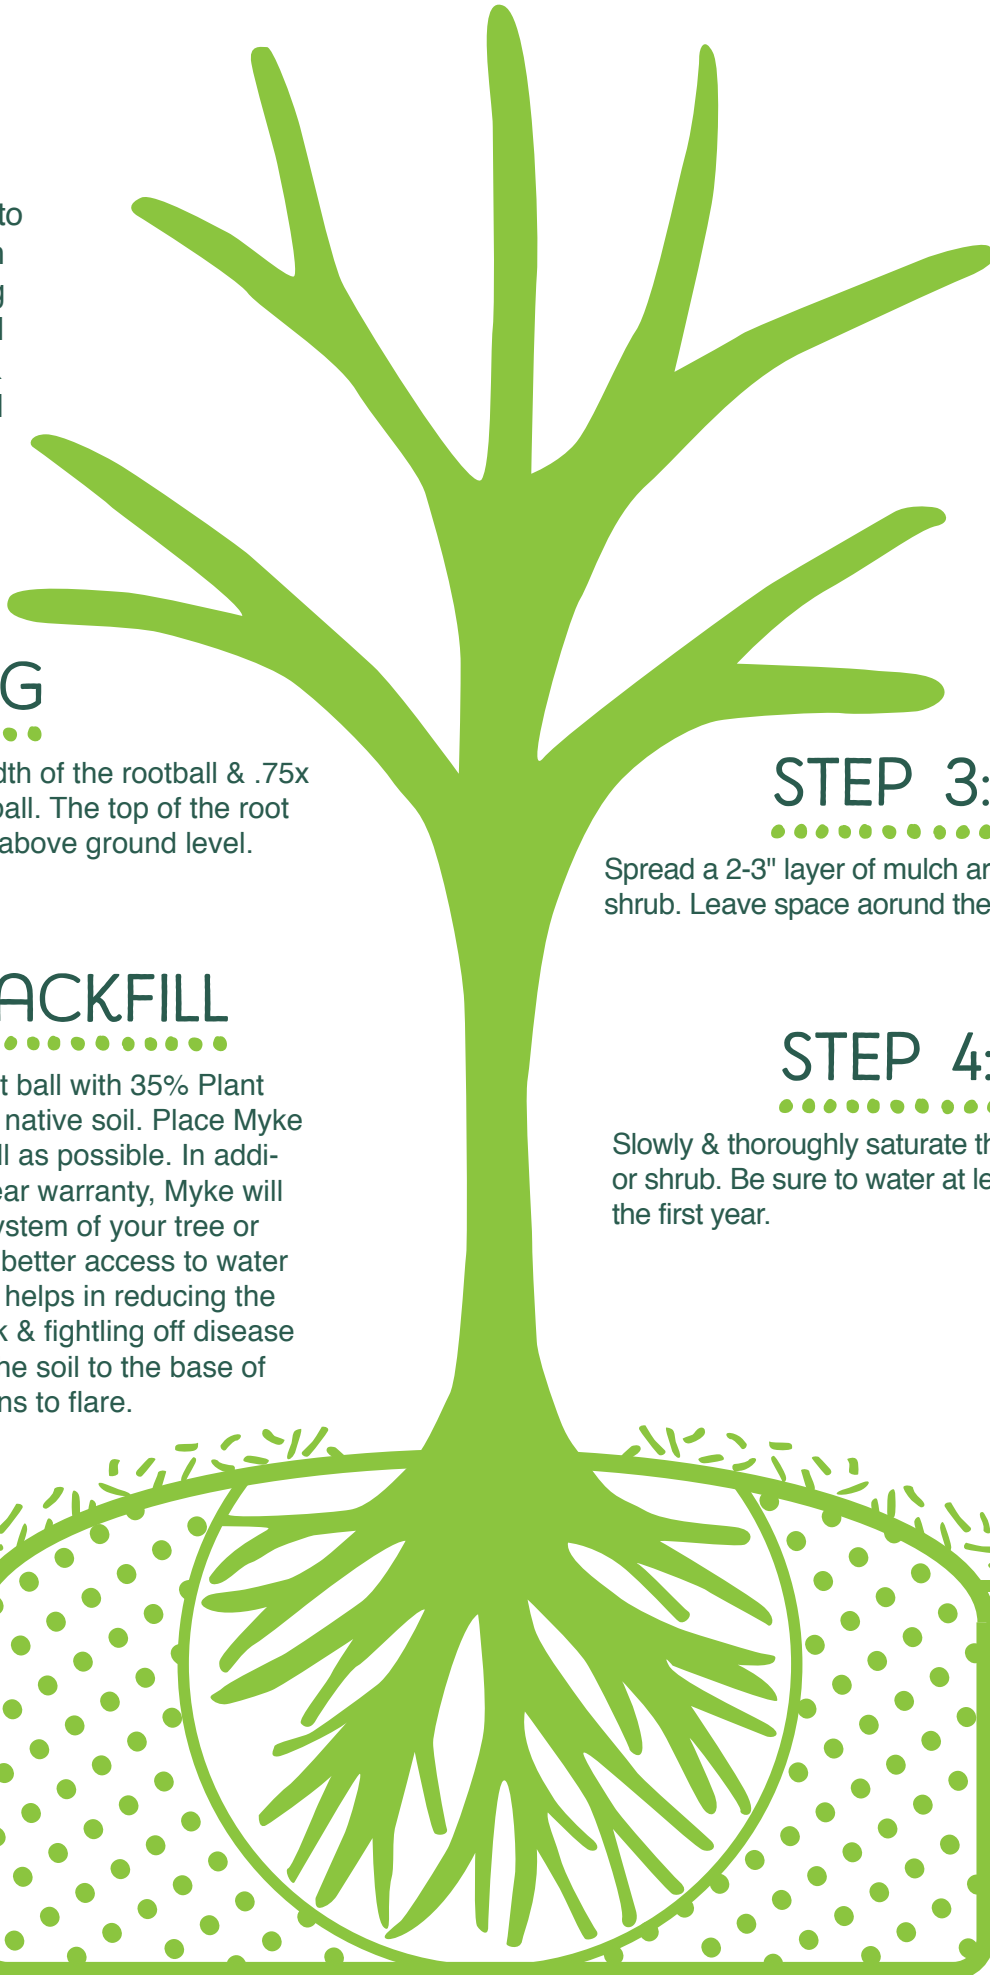 to
G
dth of the rootball & .75x
ball. The top of the root
above ground level.
ACKFILL
t ball with 35% Plant
native soil. Place Myke
ll as possible. In addi-
ear warranty, Myke will
ystem of your tree or
better access to water
helps in reducing the
k & fightling off disease
he soil to the base of
ns to flare.
STEP 3:
Spread a 2-3" layer of mulch ar
shrub. Leave space aorund the
STEP 4:
Slowly & thoroughly saturate th
or shrub. Be sure to water at le
the first year.